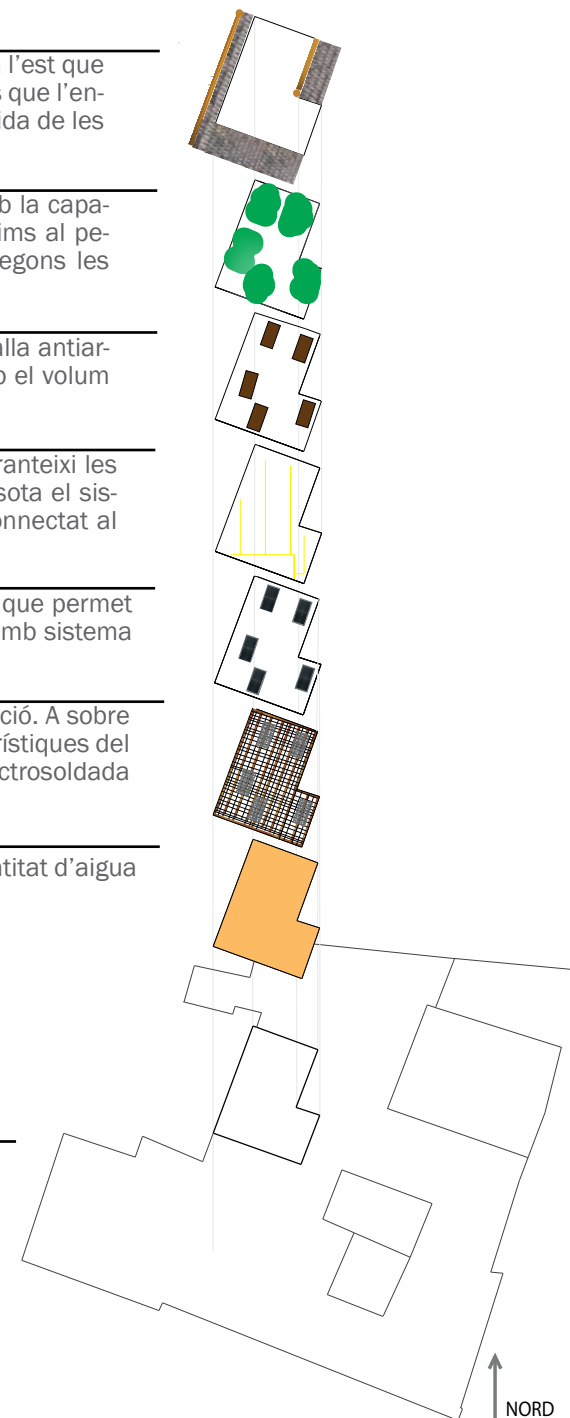 l’est que
s que l’en-
ida de les
b la capa-
ims al pe-
egons les
alla antiar-
el volum
ranteixi les
sota el sis-
onnectat al
que permet
mb sistema
ció. A sobre
rístiques del
ctrosoldada
ntitat d’aigua
NORD